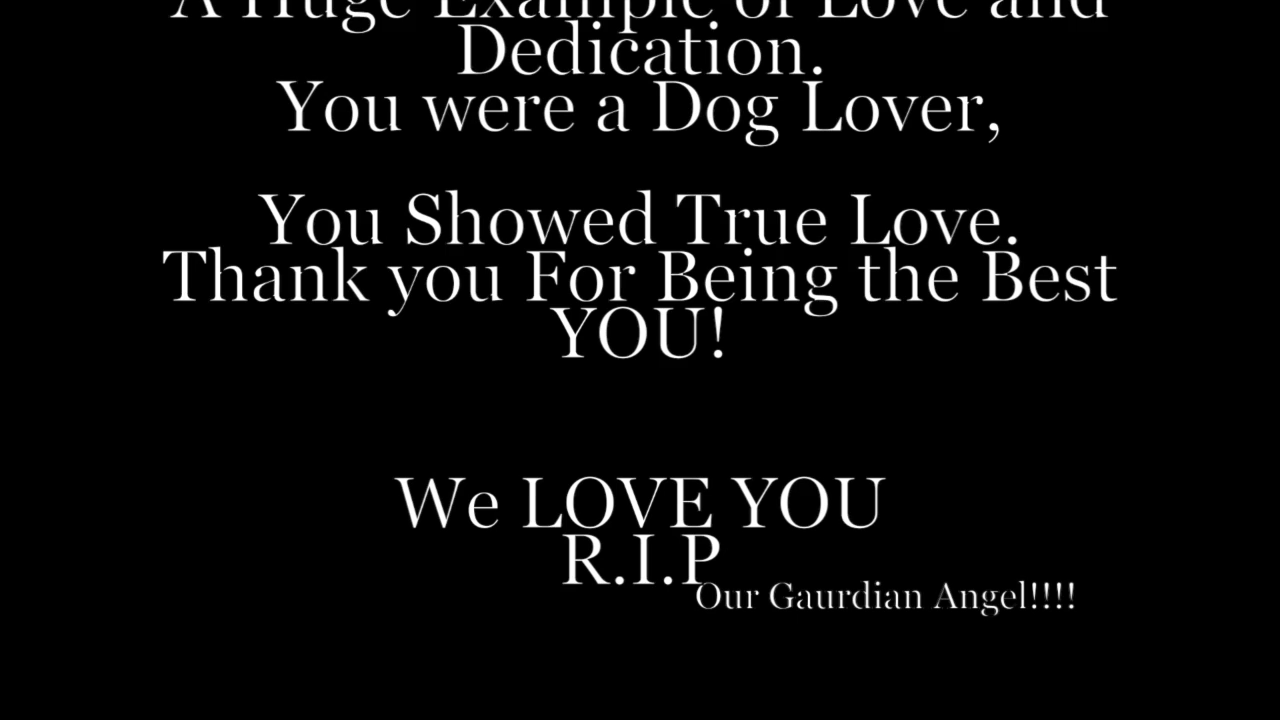 A Huge Example of Love and
Dedication.
You were a Dog Lover,
You Showed True Love.
Thank you For Being the Best
YOU!
We LOVE YOU
R.I.P
Our Gaurdian Angel!!!!